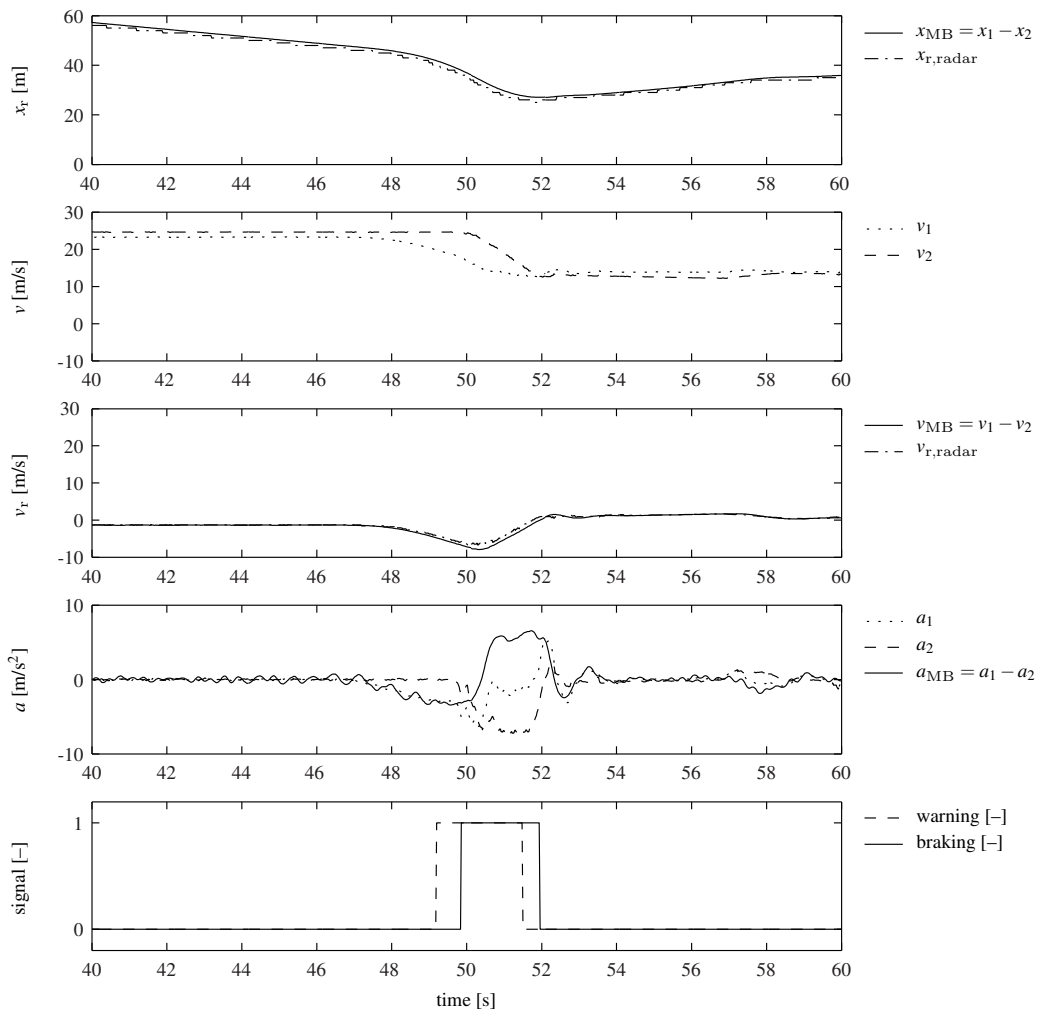 60
40
20
0
x_r [m]
40 42 44 46 48 50 52 54 56 58 60
x_MB = x_1 − x_2
x_r,radar
30
20
10
0
-10
v [m/s]
40 42 44 46 48 50 52 54 56 58 60
v_1
v_2
30
20
10
0
-10
v_r [m/s]
40 42 44 46 48 50 52 54 56 58 60
v_MB = v_1 − v_2
v_r,radar
10
0
-10
a [m/s²]
40 42 44 46 48 50 52 54 56 58 60
a_1
a_2
a_MB = a_1 − a_2
1
0
signal [–]
40 42 44 46 48 50 52 54 56 58 60
time [s]
warning [–]
braking [–]